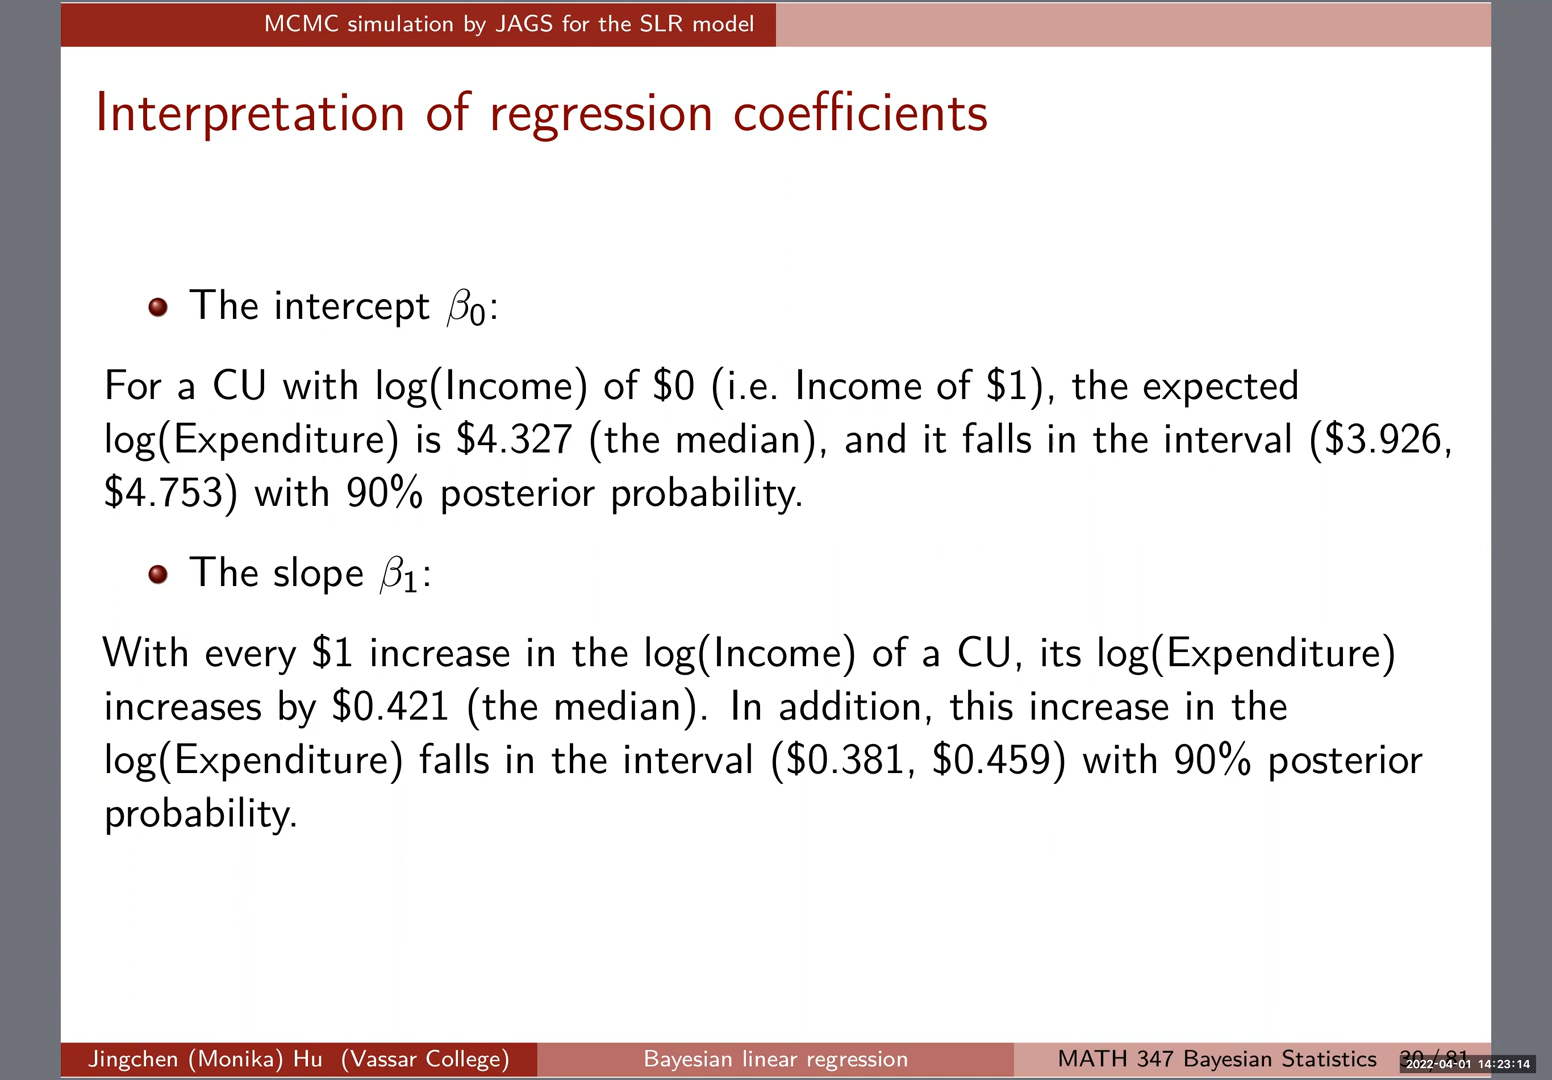 MCMC simulation by JAGS for the SLR model
Interpretation of regression coefficients
The intercept β₀:
For a CU with log(Income) of $0 (i.e. Income of $1), the expected
log(Expenditure) is $4.327 (the median), and it falls in the interval ($3.926,
$4.753) with 90% posterior probability.
The slope β₁:
With every $1 increase in the log(Income) of a CU, its log(Expenditure)
increases by $0.421 (the median). In addition, this increase in the
log(Expenditure) falls in the interval ($0.381, $0.459) with 90% posterior
probability.
Jingchen (Monika) Hu (Vassar College) Bayesian linear regression MATH 347 Bayesian Statistics 30 / 81
2022-04-01 14:23:14